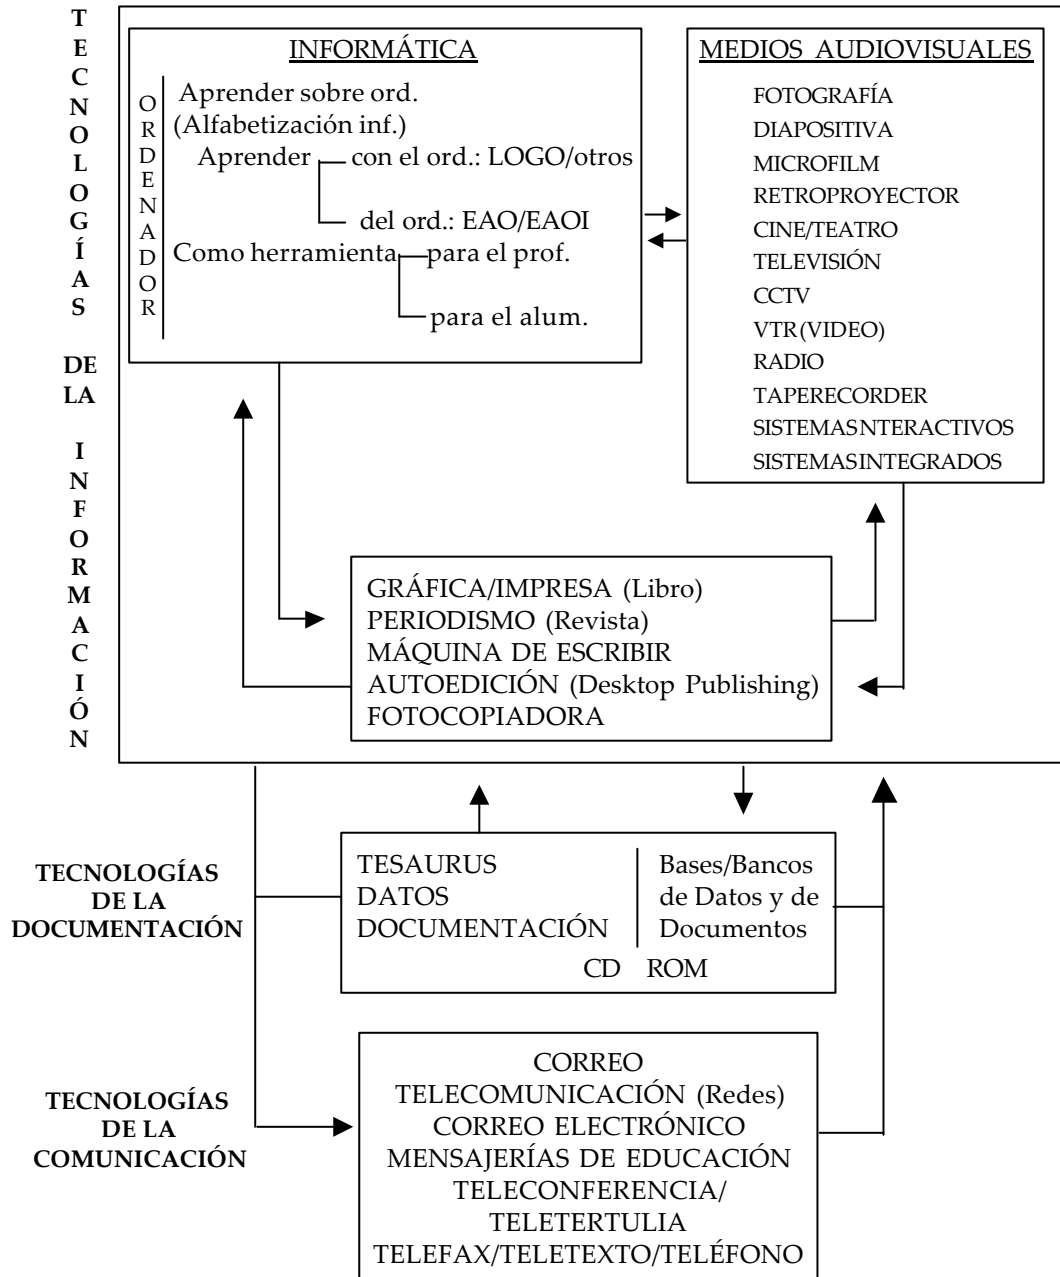 TECNOLOGÍAS
DE
LA
INFORMACIÓN
INFORMÁTICA
ORDENADOR
Aprender sobre ord.
(Alfabetización inf.)
Aprender con el ord.: LOGO/otros
del ord.: EAO/EAOI
Como herramienta para el prof.
para el alum.
MEDIOS AUDIOVISUALES
FOTOGRAFÍA
DIAPOSITIVA
MICROFILM
RETROPROYECTOR
CINE/TEATRO
TELEVISIÓN
CCTV
VTR (VIDEO)
RADIO
TAPERECORDER
SISTEMASNTERACTIVOS
SISTEMASINTEGRADOS
GRÁFICA/IMPRESA (Libro)
PERIODISMO (Revista)
MÁQUINA DE ESCRIBIR
AUTOEDICIÓN (Desktop Publishing)
FOTOCOPIADORA
TECNOLOGÍAS
DE LA
DOCUMENTACIÓN
TESAURUS
DATOS
DOCUMENTACIÓN
Bases/Bancos
de Datos y de
Documentos
CD ROM
TECNOLOGÍAS
DE LA
COMUNICACIÓN
CORREO
TELECOMUNICACIÓN (Redes)
CORREO ELECTRÓNICO
MENSAJERÍAS DE EDUCACIÓN
TELECONFERENCIA/
TELETERTULIA
TELEFAX/TELETEXTO/TELÉFONO